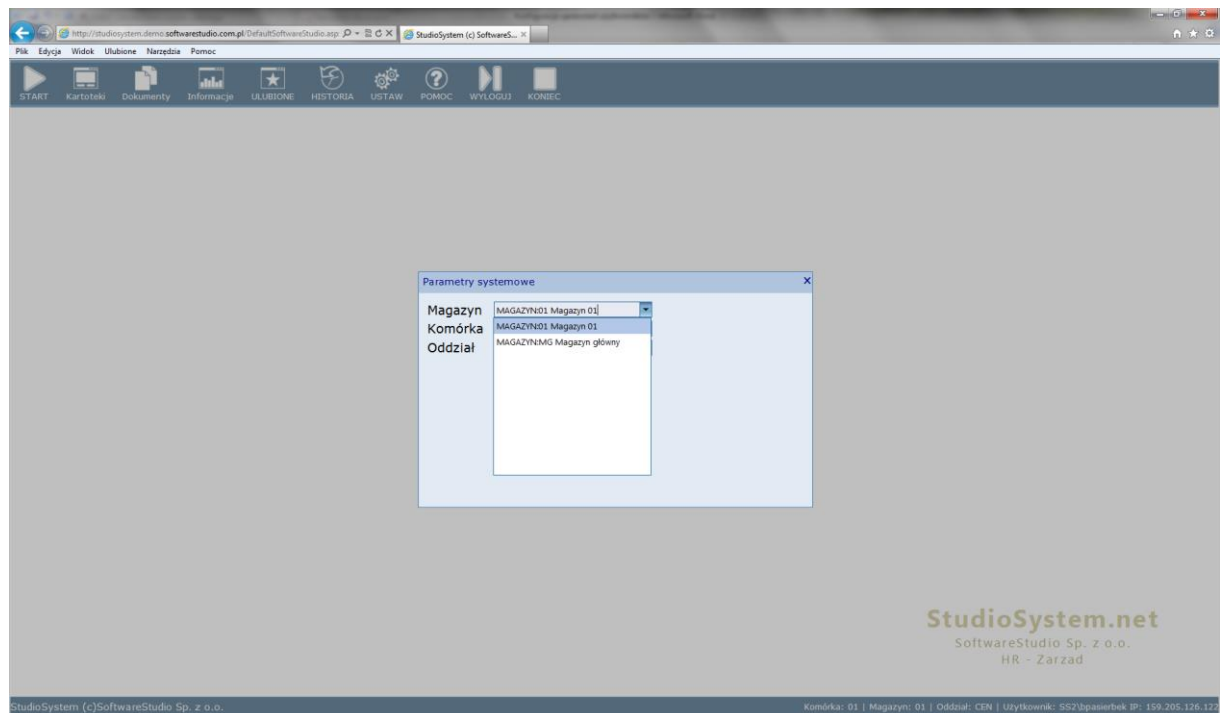 http://studiosystem.demo.softwarestudio.com.pl/DefaultSoftwareStudio.asp
StudioSystem (c) SoftwareS...
Plik Edycja Widok Ulubione Narzędzia Pomoc
START Kartoteki Dokumenty Informacje ULUBIONE HISTORIA USTAW POMOC WYLOGUJ KONIEC
Parametry systemowe x
Magazyn MAGAZYN:01 Magazyn 01
Komórka MAGAZYN:01 Magazyn 01
Oddział MAGAZYN:MG Magazyn główny
StudioSystem.net
SoftwareStudio Sp. z o.o.
HR - Zarzad
StudioSystem (c)SoftwareStudio Sp. z o.o. Komórka: 01 | Magazyn: 01 | Oddział: CEN | Użytkownik: SS2\bpasierbek IP: 159.205.126.122